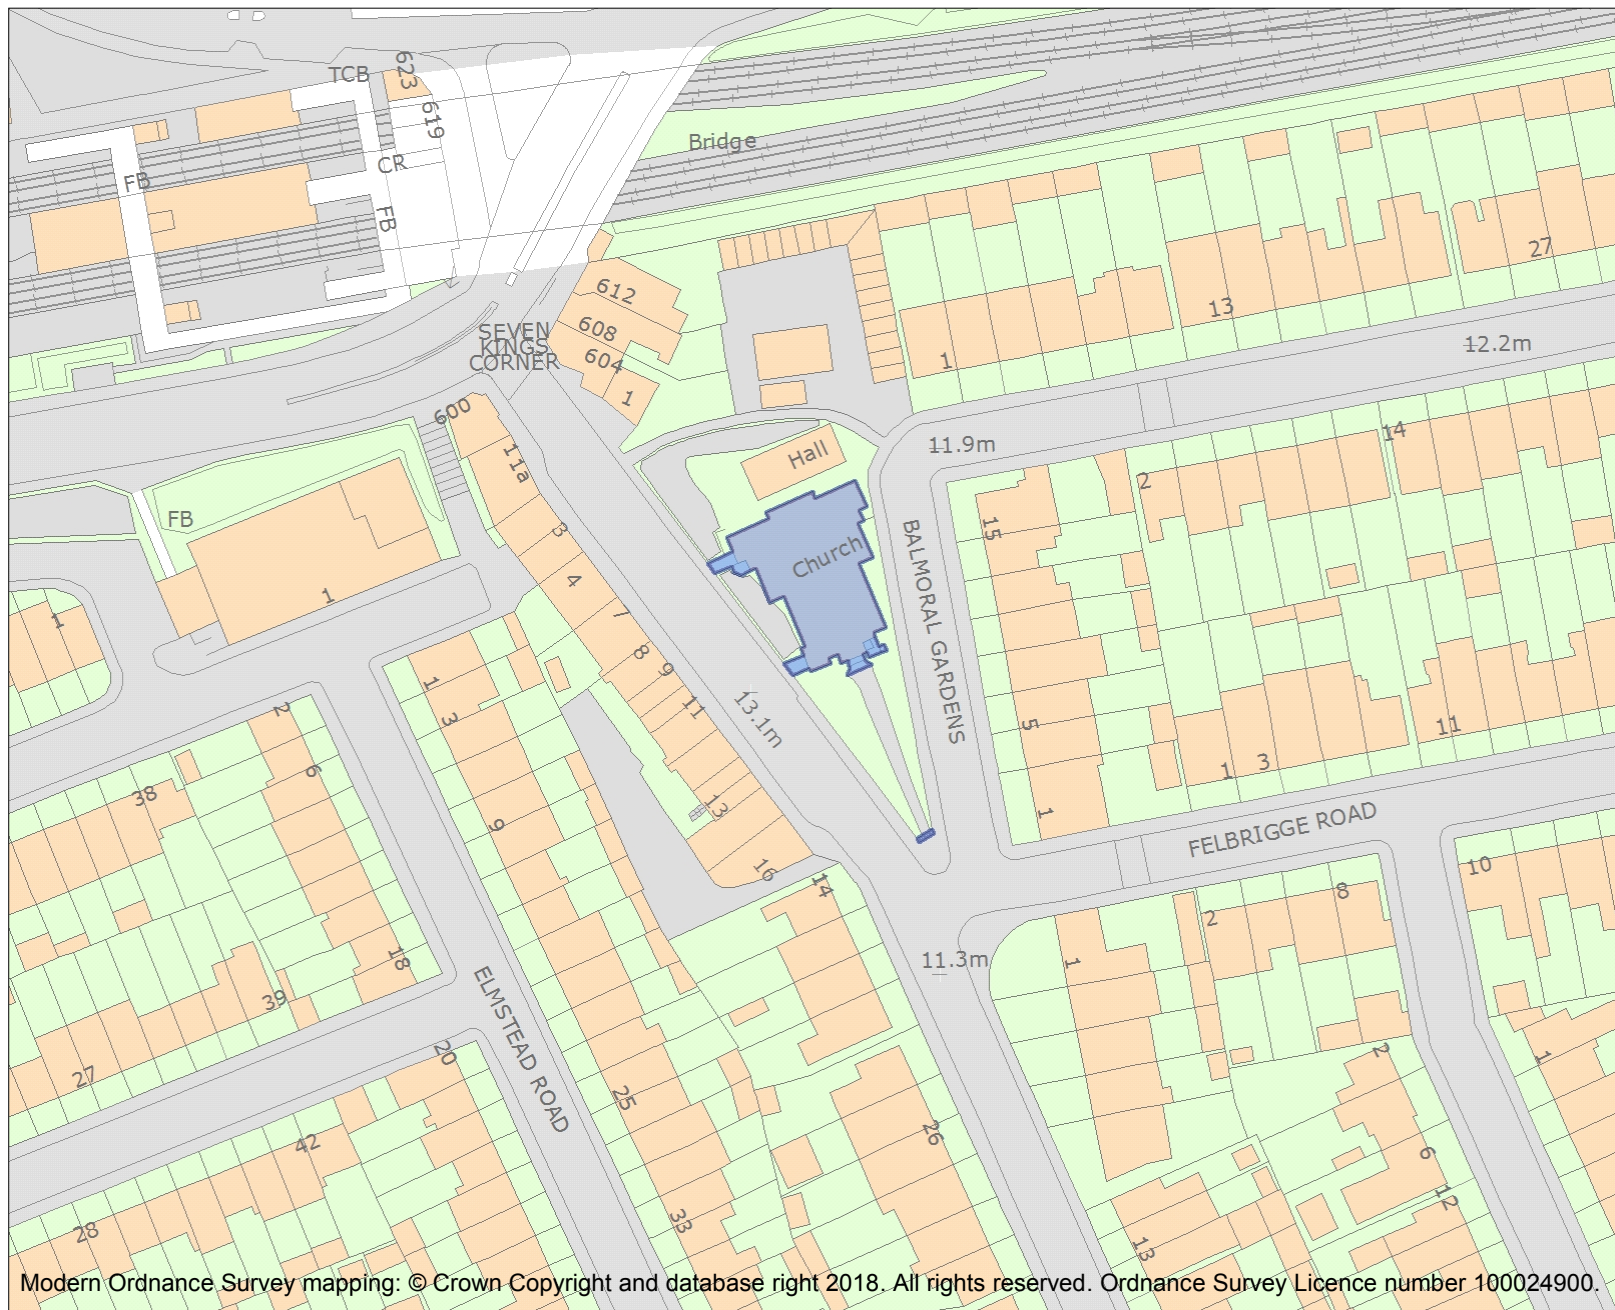 TCB
623
619
FB
CR
FB
Bridge
612
608
604
1
SEVEN
KINGS
CORNER
600
11a
FB
1
1
3
4
7
8
9
11
13
16
14
13.1m
Hall
Church
BALMORAL GARDENS
1
13
27
12.2m
11.9m
2
14
15
5
1
1
3
11
FELBRIGGE ROAD
10
2
8
1
11.3m
1
3
9
2
6
38
18
39
27
ELMSTEAD ROAD
20
42
28
25
33
26
2
6
12
13
1
Modern Ordnance Survey mapping: © Crown Copyright and database right 2018. All rights reserved. Ordnance Survey Licence number 100024900.